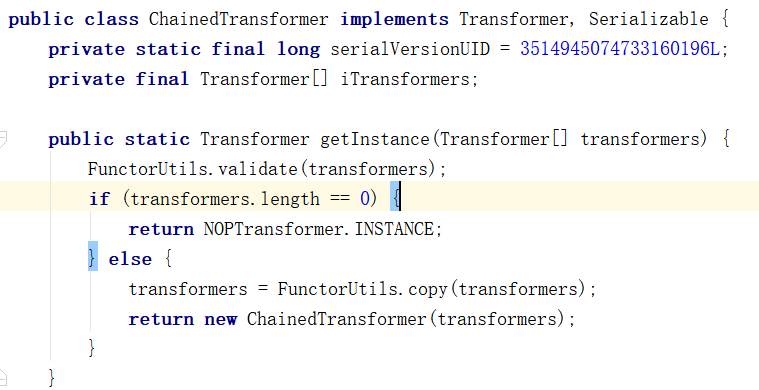 public class ChainedTransformer implements Transformer, Serializable {
    private static final long serialVersionUID = 3514945074733160196L;
    private final Transformer[] iTransformers;

    public static Transformer getInstance(Transformer[] transformers) {
        FunctorUtils.validate(transformers);
        if (transformers.length == 0) {
            return NOPTransformer.INSTANCE;
        } else {
            transformers = FunctorUtils.copy(transformers);
            return new ChainedTransformer(transformers);
        }
    }